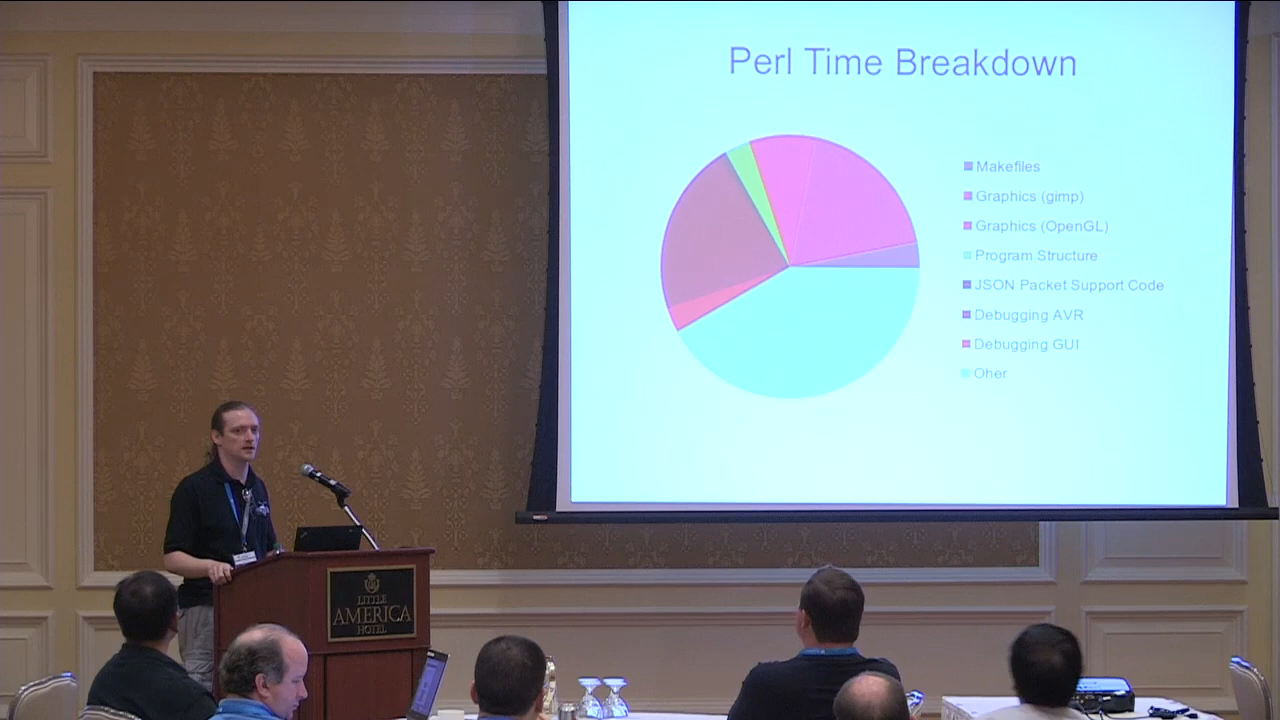 Perl Time Breakdown
Makefiles
Graphics (gimp)
Graphics (OpenGL)
Program Structure
JSON Packet Support Code
Debugging AVR
Debugging GUI
Oher
LITTLE
AMERICA
HOTEL